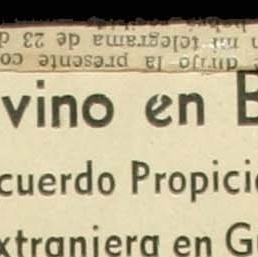 dirijo la presente
mi telegrama de 23
vino en B
cuerdo Propici
xtranjera en G